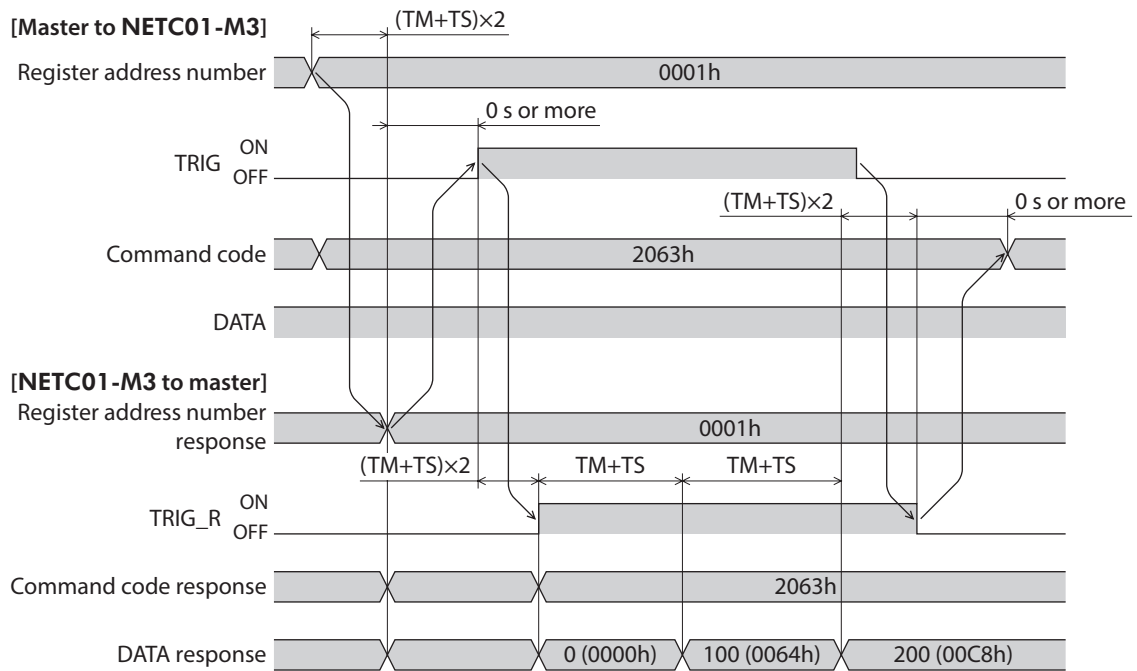 [Master to NETC01-M3]
(TM+TS)×2
Register address number
0001h
0 s or more
TRIG
ON
OFF
(TM+TS)×2
0 s or more
Command code
2063h
DATA
[NETC01-M3 to master]
Register address number
response
0001h
(TM+TS)×2
TM+TS
TM+TS
TRIG_R
ON
OFF
Command code response
2063h
DATA response
0 (0000h)
100 (0064h)
200 (00C8h)